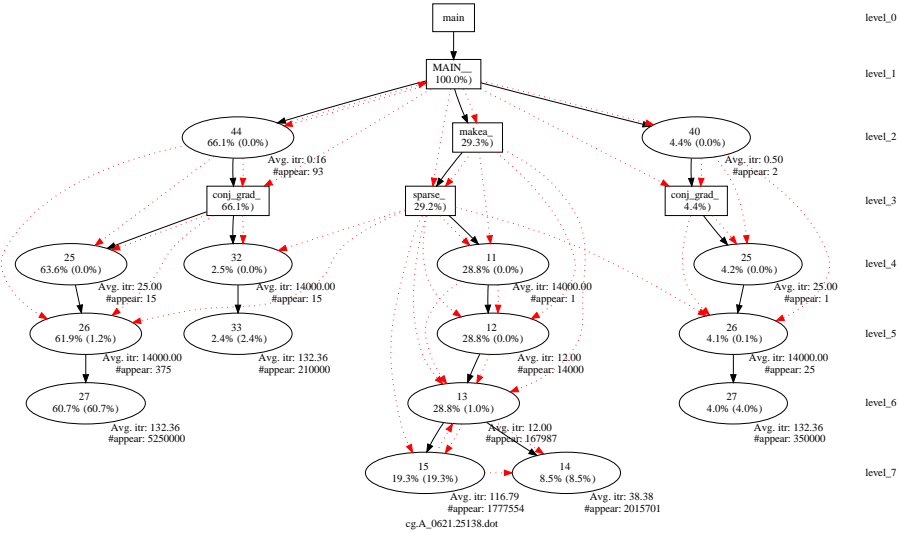 main
level_0
MAIN__
100.0%)
level_1
44
66.1% (0.0%)
Avg. itr: 0.16
#appear: 93
makea_
29.3%)
40
4.4% (0.0%)
Avg. itr: 0.50
#appear: 2
level_2
conj_grad_
66.1%)
sparse_
29.2%)
conj_grad_
4.4%)
level_3
25
63.6% (0.0%)
Avg. itr: 25.00
#appear: 15
32
2.5% (0.0%)
Avg. itr: 14000.00
#appear: 15
11
28.8% (0.0%)
Avg. itr: 14000.00
#appear: 1
25
4.2% (0.0%)
Avg. itr: 25.00
#appear: 1
level_4
26
61.9% (1.2%)
Avg. itr: 14000.00
#appear: 375
33
2.4% (2.4%)
Avg. itr: 132.36
#appear: 210000
12
28.8% (0.0%)
Avg. itr: 12.00
#appear: 14000
26
4.1% (0.1%)
Avg. itr: 14000.00
#appear: 25
level_5
27
60.7% (60.7%)
Avg. itr: 132.36
#appear: 5250000
13
28.8% (1.0%)
Avg. itr: 12.00
#appear: 167987
27
4.0% (4.0%)
Avg. itr: 132.36
#appear: 350000
level_6
15
19.3% (19.3%)
Avg. itr: 116.79
#appear: 1777554
14
8.5% (8.5%)
Avg. itr: 38.38
#appear: 2015701
level_7
cg.A_0621.25138.dot